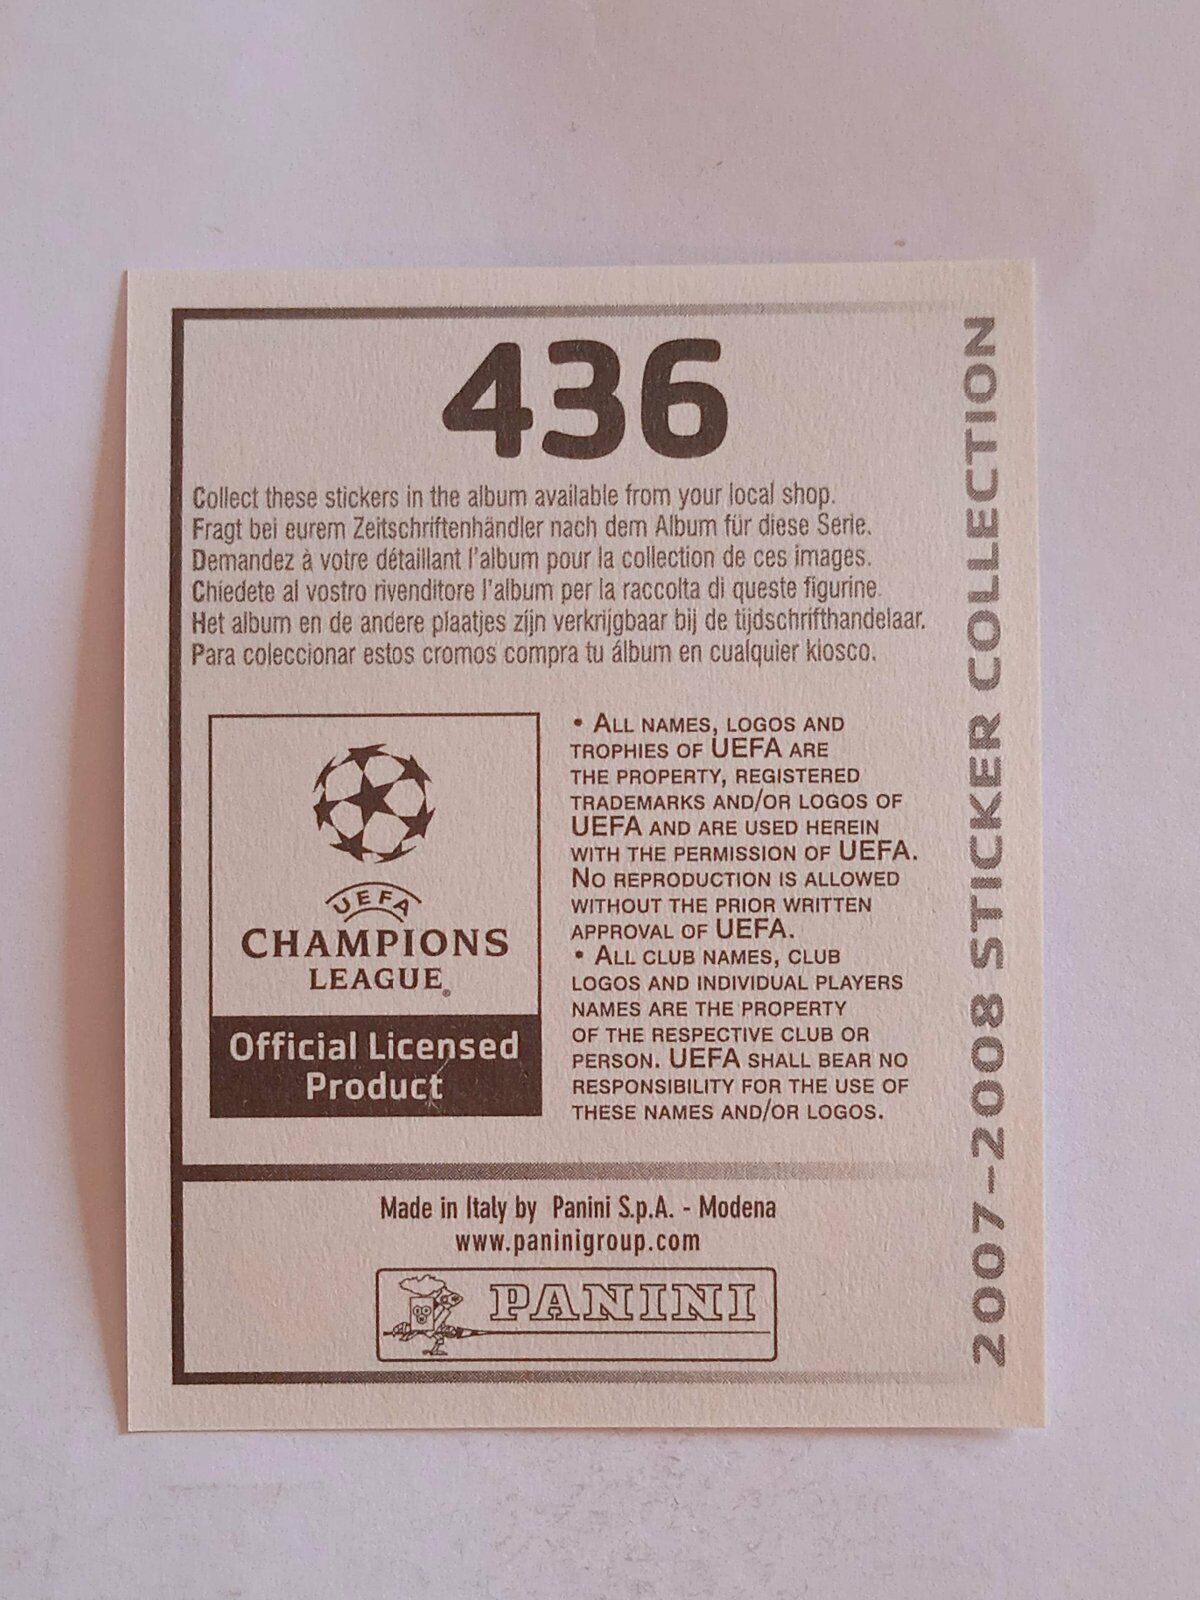 436
Collect these stickers in the album available from your local shop.
Fragt bei eurem Zeitschriftenhändler nach dem Album für diese Serie.
Demandez à votre détaillant l'album pour la collection de ces images.
Chiedete al vostro rivenditore l'album per la raccolta di queste figurine.
Het album en de andere plaatjes zijn verkrijgbaar bij de tijdschrifthandelaar.
Para coleccionar estos cromos compra tu álbum en cualquier kiosco.
UEFA
CHAMPIONS
LEAGUE®
Official Licensed
Product
• ALL NAMES, LOGOS AND
TROPHIES OF UEFA ARE
THE PROPERTY, REGISTERED
TRADEMARKS AND/OR LOGOS OF
UEFA AND ARE USED HEREIN
WITH THE PERMISSION OF UEFA.
NO REPRODUCTION IS ALLOWED
WITHOUT THE PRIOR WRITTEN
APPROVAL OF UEFA.
• ALL CLUB NAMES, CLUB
LOGOS AND INDIVIDUAL PLAYERS
NAMES ARE THE PROPERTY
OF THE RESPECTIVE CLUB OR
PERSON. UEFA SHALL BEAR NO
RESPONSIBILITY FOR THE USE OF
THESE NAMES AND/OR LOGOS.
Made in Italy by Panini S.p.A. - Modena
www.paninigroup.com
PANINI
2007-2008 STICKER COLLECTION